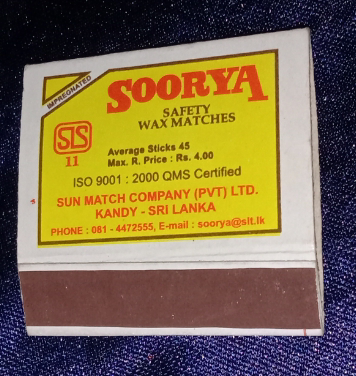 IMPREGNATED
SOORYA
SAFETY
WAX MATCHES
SLS
11
Average Sticks 45
Max. R. Price : Rs. 4.00
ISO 9001 : 2000 QMS Certified
SUN MATCH COMPANY (PVT) LTD.
KANDY - SRI LANKA
PHONE : 081 - 4472555, E-mail : soorya@slt.lk